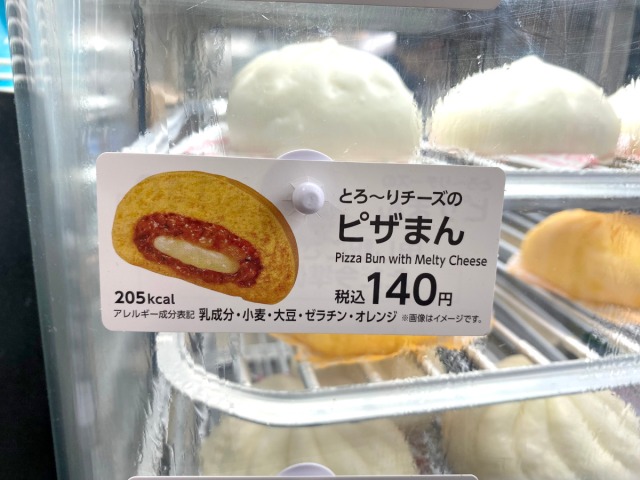 とろ〜りチーズの
ピザまん
Pizza Bun with Melty Cheese
税込140円
205kcal
アレルギー成分表記 乳成分・小麦・大豆・ゼラチン・オレンジ ※画像はイメージです。